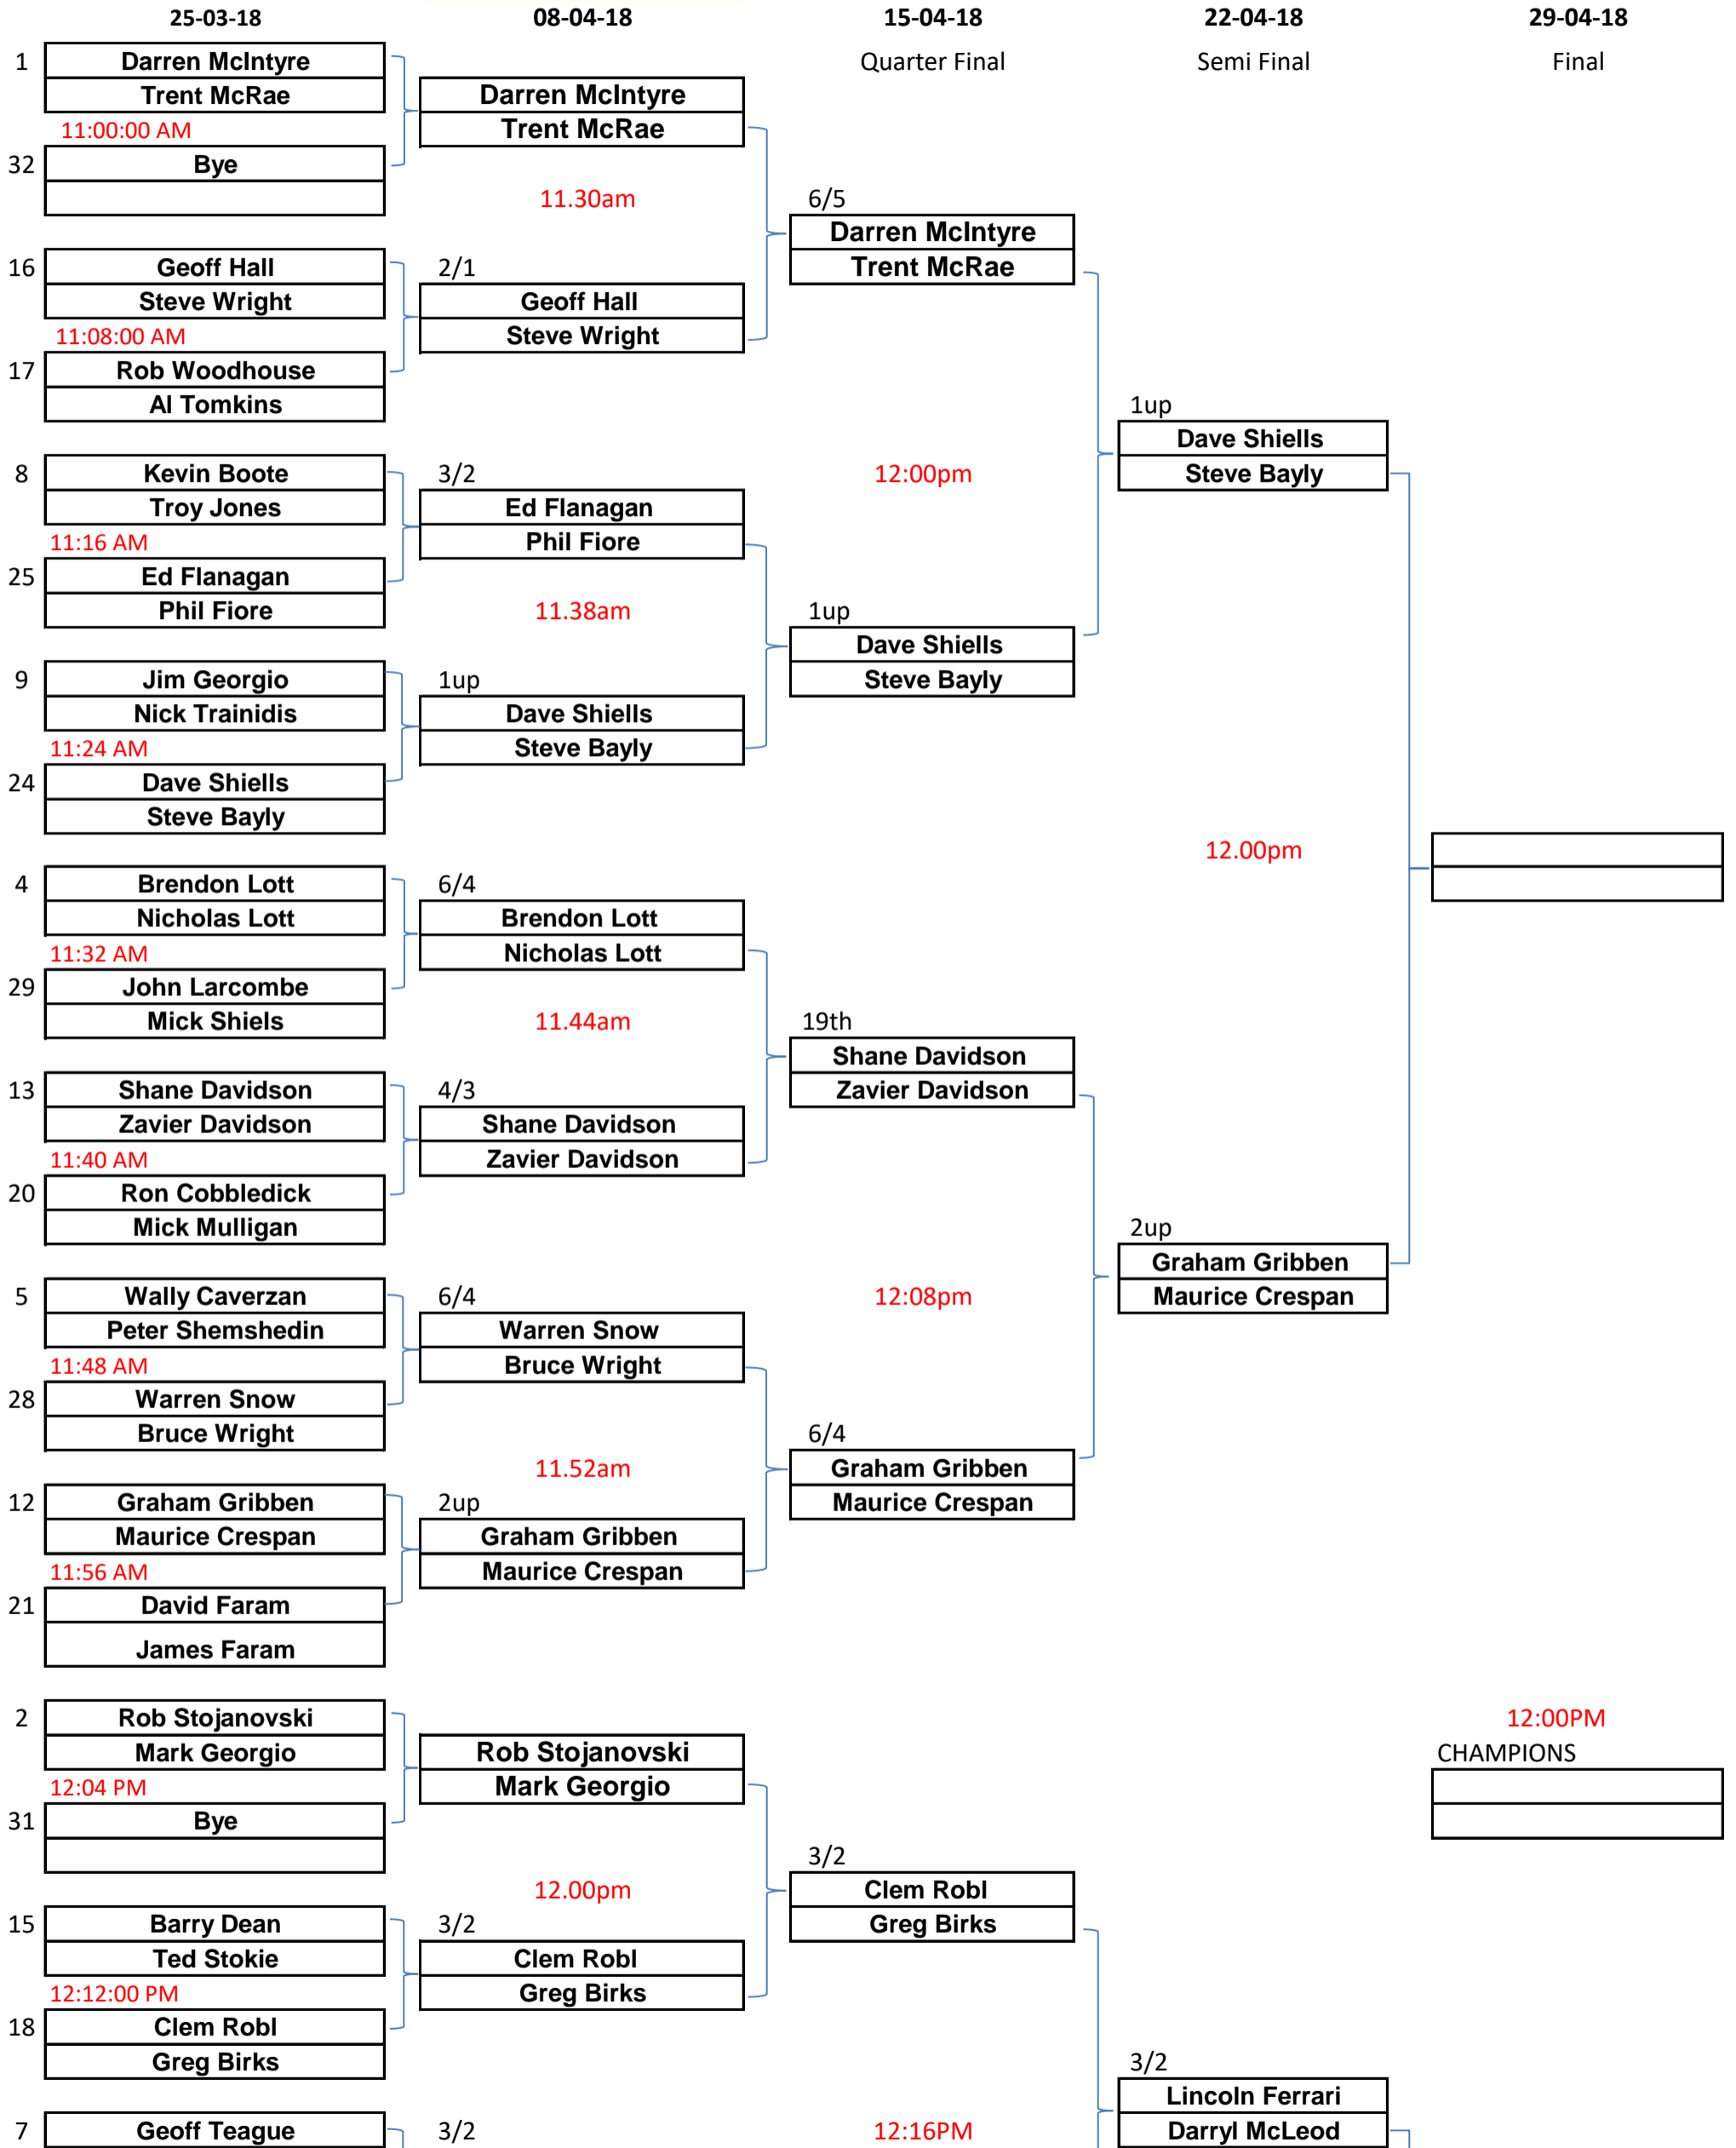 25-03-18 08-04-18 15-04-18 22-04-18 29-04-18
1 Darren McIntyre Quarter Final Semi Final Final
Trent McRae Darren McIntyre
11:00:00 AM Trent McRae
32 Bye
11.30am 6/5
Darren McIntyre
16 Geoff Hall 2/1 Trent McRae
Steve Wright Geoff Hall
11:08:00 AM Steve Wright
17 Rob Woodhouse
Al Tomkins 1up
Dave Shiells
8 Kevin Boote 3/2 12:00pm Steve Bayly
Troy Jones Ed Flanagan
11:16 AM Phil Fiore
25 Ed Flanagan
Phil Fiore 11.38am 1up
Dave Shiells
9 Jim Georgio 1up Steve Bayly
Nick Trainidis Dave Shiells
11:24 AM Steve Bayly
24 Dave Shiells
Steve Bayly
12.00pm
4 Brendon Lott 6/4
Nicholas Lott Brendon Lott
11:32 AM Nicholas Lott
29 John Larcombe
Mick Shiels 11.44am 19th
Shane Davidson
13 Shane Davidson 4/3 Zavier Davidson
Zavier Davidson Shane Davidson
11:40 AM Zavier Davidson
20 Ron Cobbledick
Mick Mulligan 2up
Graham Gribben
5 Wally Caverzan 6/4 12:08pm Maurice Crespan
Peter Shemshedin Warren Snow
11:48 AM Bruce Wright
28 Warren Snow
Bruce Wright 6/4
11.52am Graham Gribben
12 Graham Gribben 2up Maurice Crespan
Maurice Crespan Graham Gribben
11:56 AM Maurice Crespan
21 David Faram
James Faram
2 Rob Stojanovski 12:00PM
Mark Georgio Rob Stojanovski CHAMPIONS
12:04 PM Mark Georgio
31 Bye
3/2
12.00pm Clem Robl
15 Barry Dean 3/2 Greg Birks
Ted Stokie Clem Robl
12:12:00 PM Greg Birks
18 Clem Robl
Greg Birks 3/2
Lincoln Ferrari
7 Geoff Teague 3/2 12:16PM Darryl McLeod